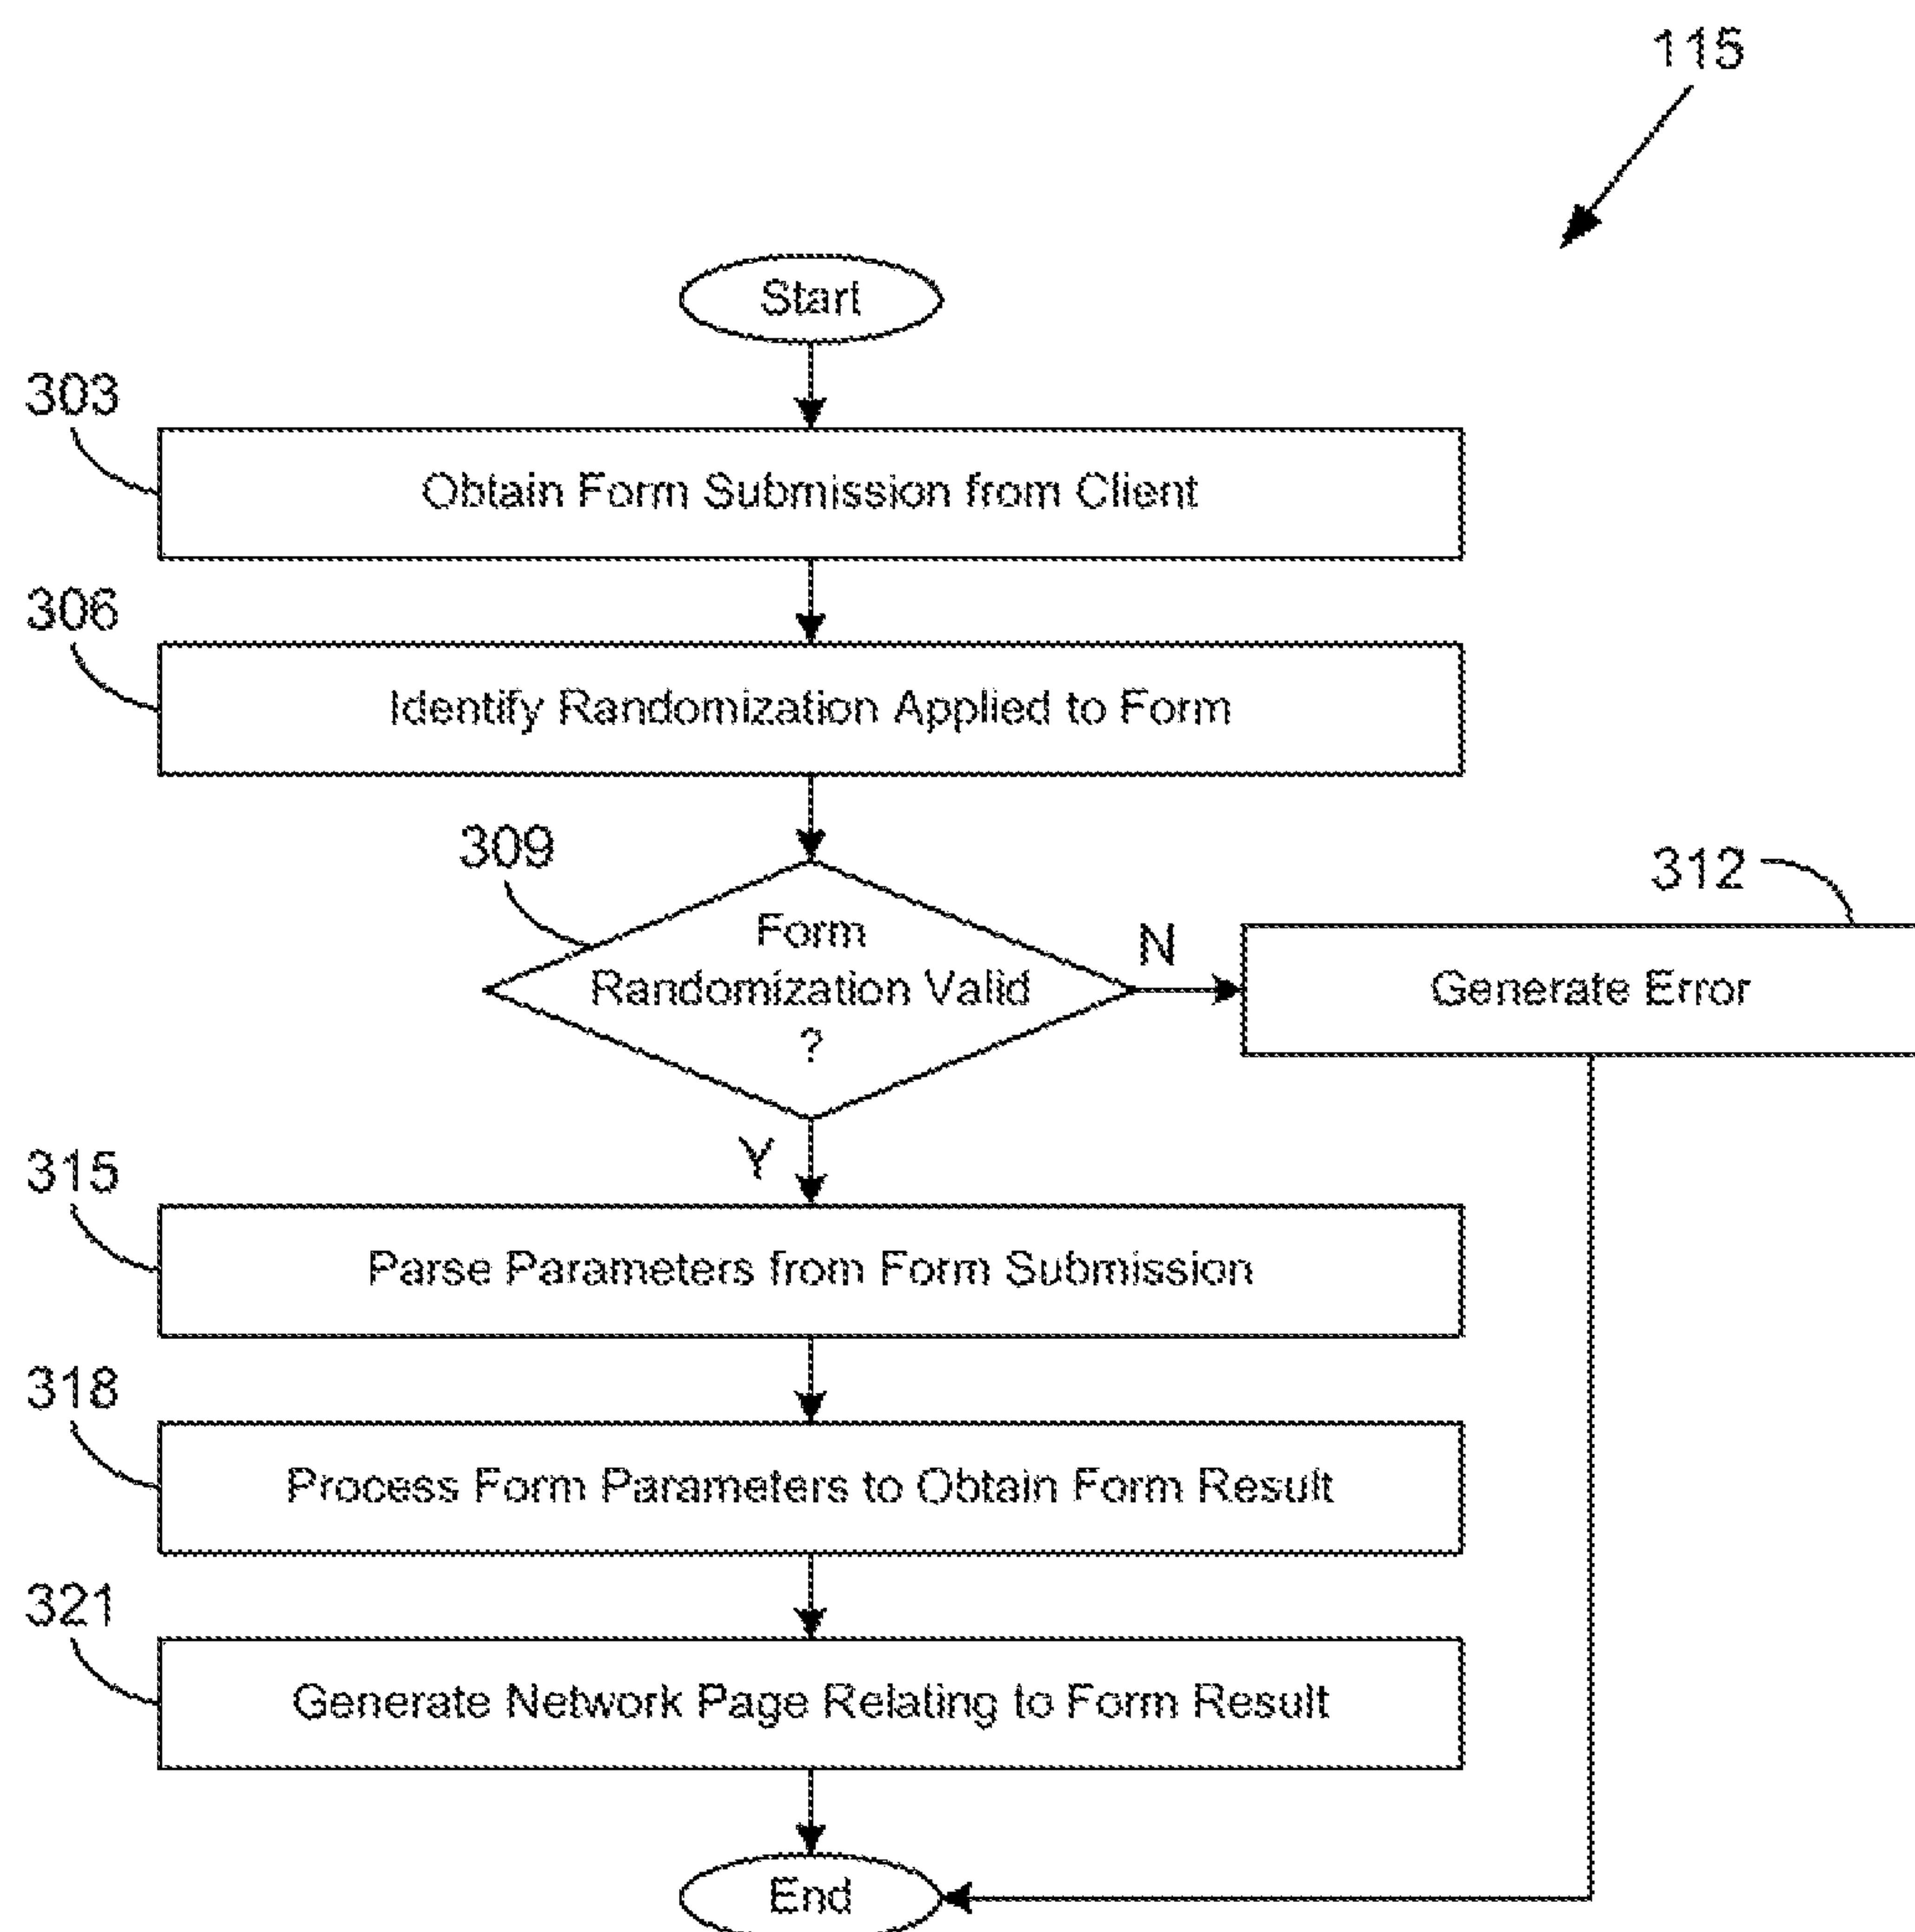 115
Start
303
Obtain Form Submission from Client
306
Identify Randomization Applied to Form
309
Form
Randomization Valid
?
N
312
Generate Error
Y
315
Parse Parameters from Form Submission
318
Process Form Parameters to Obtain Form Result
321
Generate Network Page Relating to Form Result
End